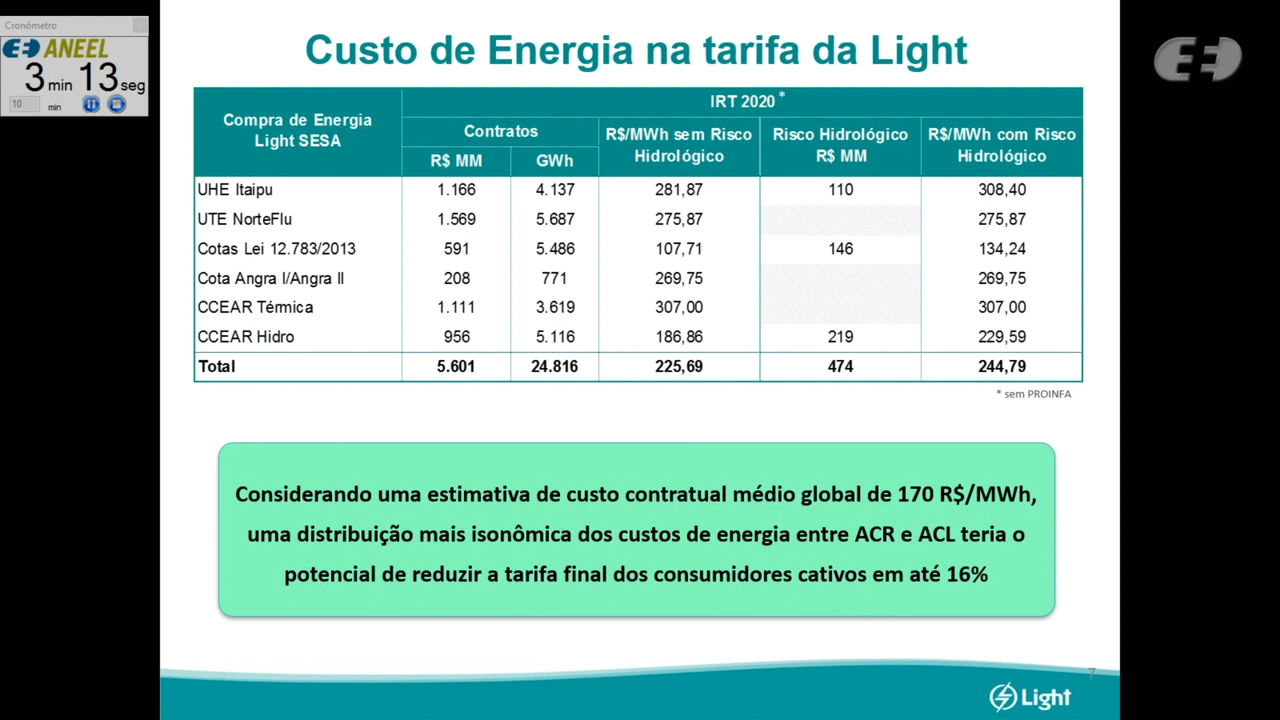 Cronômetro
ANEEL
3 min 13 seg
10 min
Custo de Energia na tarifa da Light
Compra de Energia Light SESA
IRT 2020 *
Contratos
R$/MWh sem Risco Hidrológico
Risco Hidrológico R$ MM
R$/MWh com Risco Hidrológico
R$ MM GWh
UHE Itaipu 1.166 4.137 281,87 110 308,40
UTE NorteFlu 1.569 5.687 275,87 275,87
Cotas Lei 12.783/2013 591 5.486 107,71 146 134,24
Cota Angra I/Angra II 208 771 269,75 269,75
CCEAR Térmica 1.111 3.619 307,00 307,00
CCEAR Hidro 956 5.116 186,86 219 229,59
Total 5.601 24.816 225,69 474 244,79
* sem PROINFA
Considerando uma estimativa de custo contratual médio global de 170 R$/MWh,
uma distribuição mais isonômica dos custos de energia entre ACR e ACL teria o
potencial de reduzir a tarifa final dos consumidores cativos em até 16%
7
Light